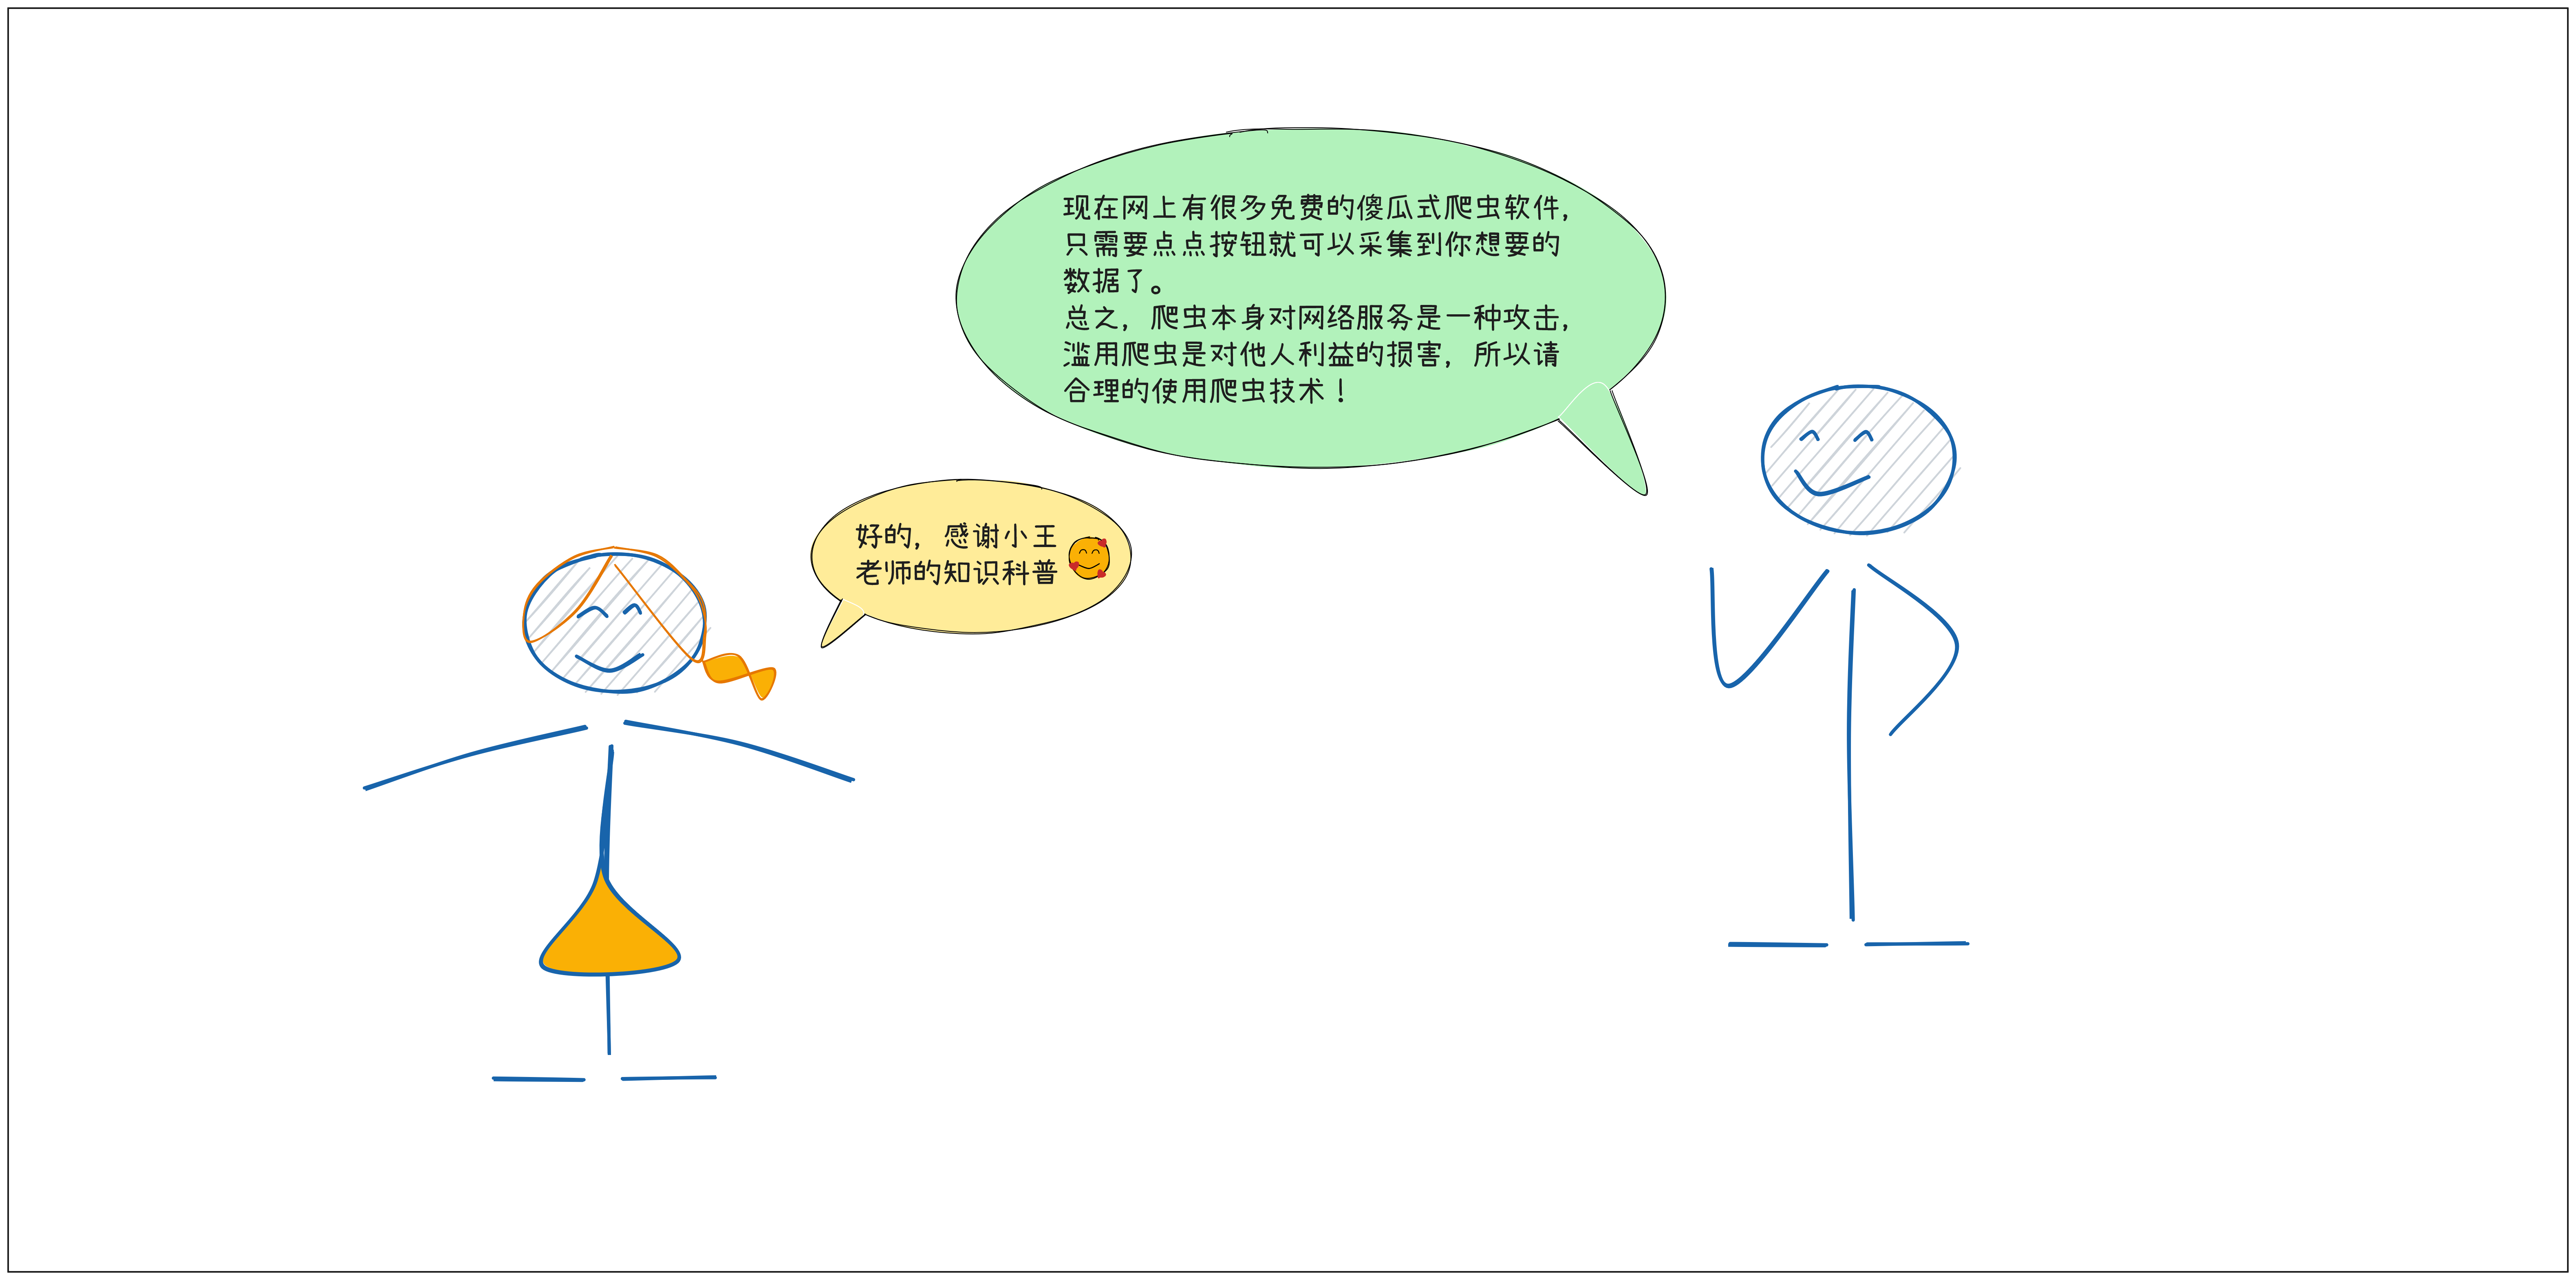 现在网上有很多免费的傻瓜式爬虫软件，
只需要点点按钮就可以采集到你想要的
数据了。
总之，爬虫本身对网络服务是一种攻击，
滥用爬虫是对他人利益的损害，所以请
合理的使用爬虫技术！
好的，感谢小王
老师的知识科普